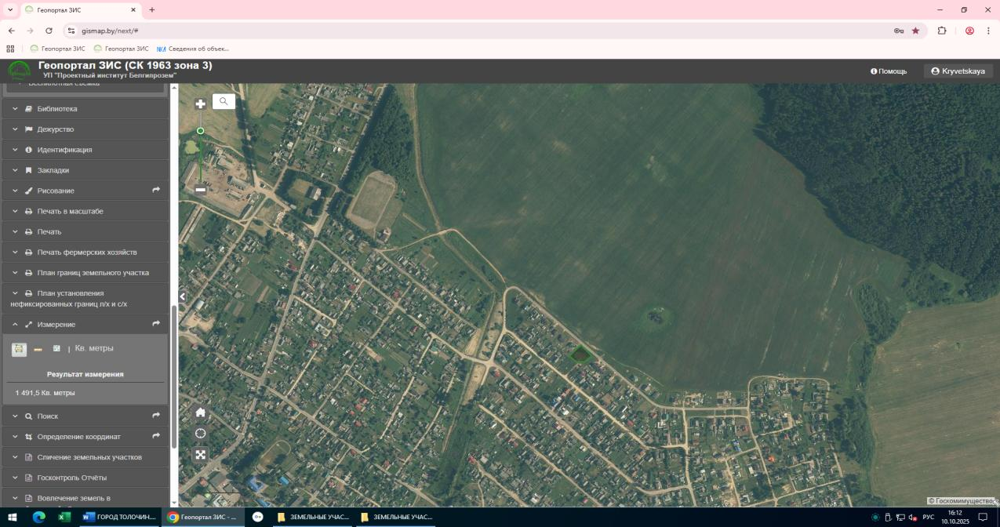 Геопортал ЗИС
gismap.by/next/#
Геопортал ЗИС
Геопортал ЗИС
NKA Сведения об объек...
Геопортал ЗИС (СК 1963 зона 3)
УП "Проектный институт Белгипрозем"
Помощь
Kryvetskaya
Беспилотная съемка
Библиотека
Дежурство
Идентификация
Закладки
Рисование
Печать в масштабе
Печать
Печать фермерских хозяйств
План границ земельного участка
План установления
нефиксированных границ л/х и с/х
Измерение
| Кв. метры
Результат измерения
1 491,5 Кв. метры
Поиск
Определение координат
Сличение земельных участков
Госконтроль Отчёты
Вовлечение земель в
© Госкомимущество
ГОРОД ТОЛОЧИН....
Геопортал ЗИС - ...
ЗЕМЕЛЬНЫЕ УЧАС...
ЗЕМЕЛЬНЫЕ УЧАС...
РУС
16:12
10.10.2025